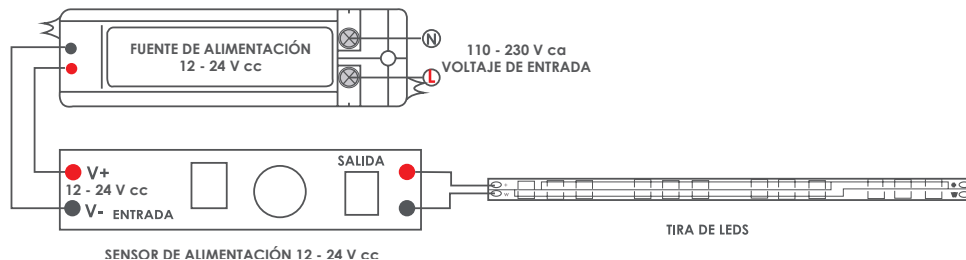 FUENTE DE ALIMENTACIÓN
12 - 24 V cc
N
L
110 - 230 V ca
VOLTAJE DE ENTRADA
V+
12 - 24 V cc
V- ENTRADA
SALIDA
TIRA DE LEDS
SENSOR DE ALIMENTACIÓN 12 - 24 V cc